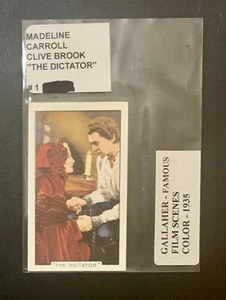 MADELINE
CARROLL
CLIVE BROOK
"THE DICTATOR"
# 1
"THE DICTATOR"
GALLAHER - FAMOUS
FILM SCENES
COLOR - 1935